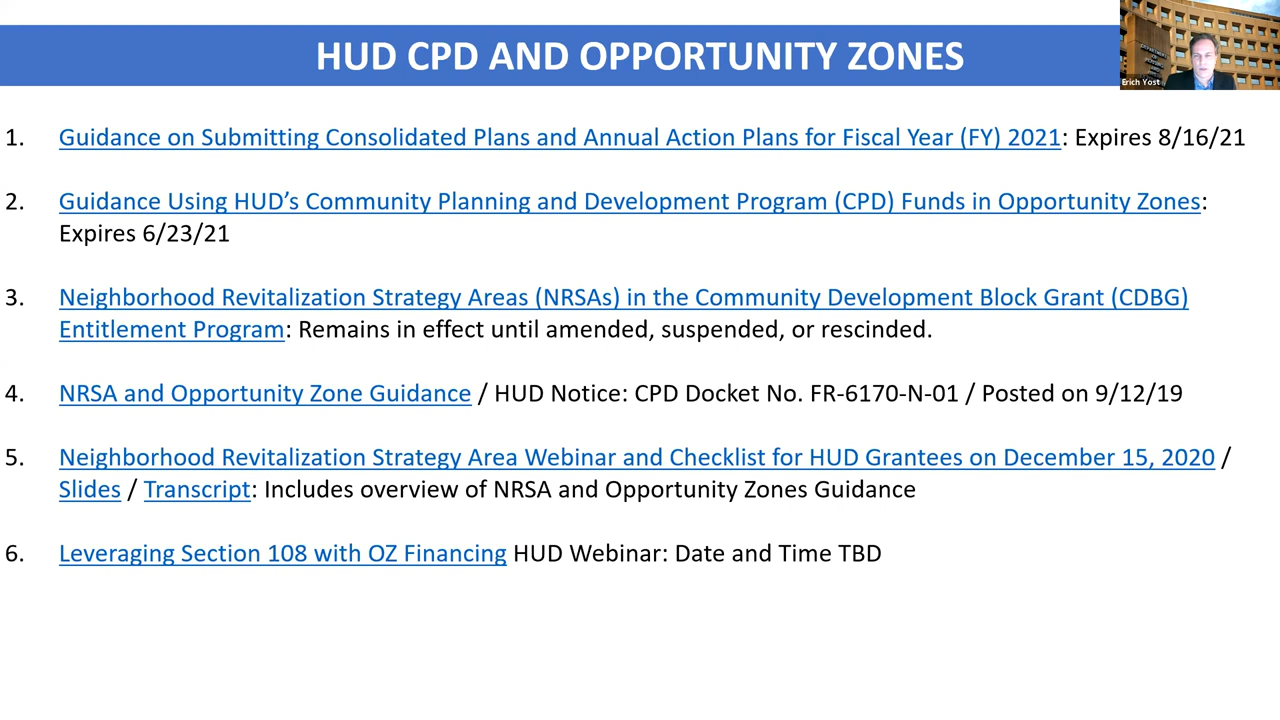 HUD CPD AND OPPORTUNITY ZONES
Erich Yost
1. Guidance on Submitting Consolidated Plans and Annual Action Plans for Fiscal Year (FY) 2021: Expires 8/16/21
2. Guidance Using HUD’s Community Planning and Development Program (CPD) Funds in Opportunity Zones:
Expires 6/23/21
3. Neighborhood Revitalization Strategy Areas (NRSAs) in the Community Development Block Grant (CDBG)
Entitlement Program: Remains in effect until amended, suspended, or rescinded.
4. NRSA and Opportunity Zone Guidance / HUD Notice: CPD Docket No. FR-6170-N-01 / Posted on 9/12/19
5. Neighborhood Revitalization Strategy Area Webinar and Checklist for HUD Grantees on December 15, 2020 /
Slides / Transcript: Includes overview of NRSA and Opportunity Zones Guidance
6. Leveraging Section 108 with OZ Financing HUD Webinar: Date and Time TBD